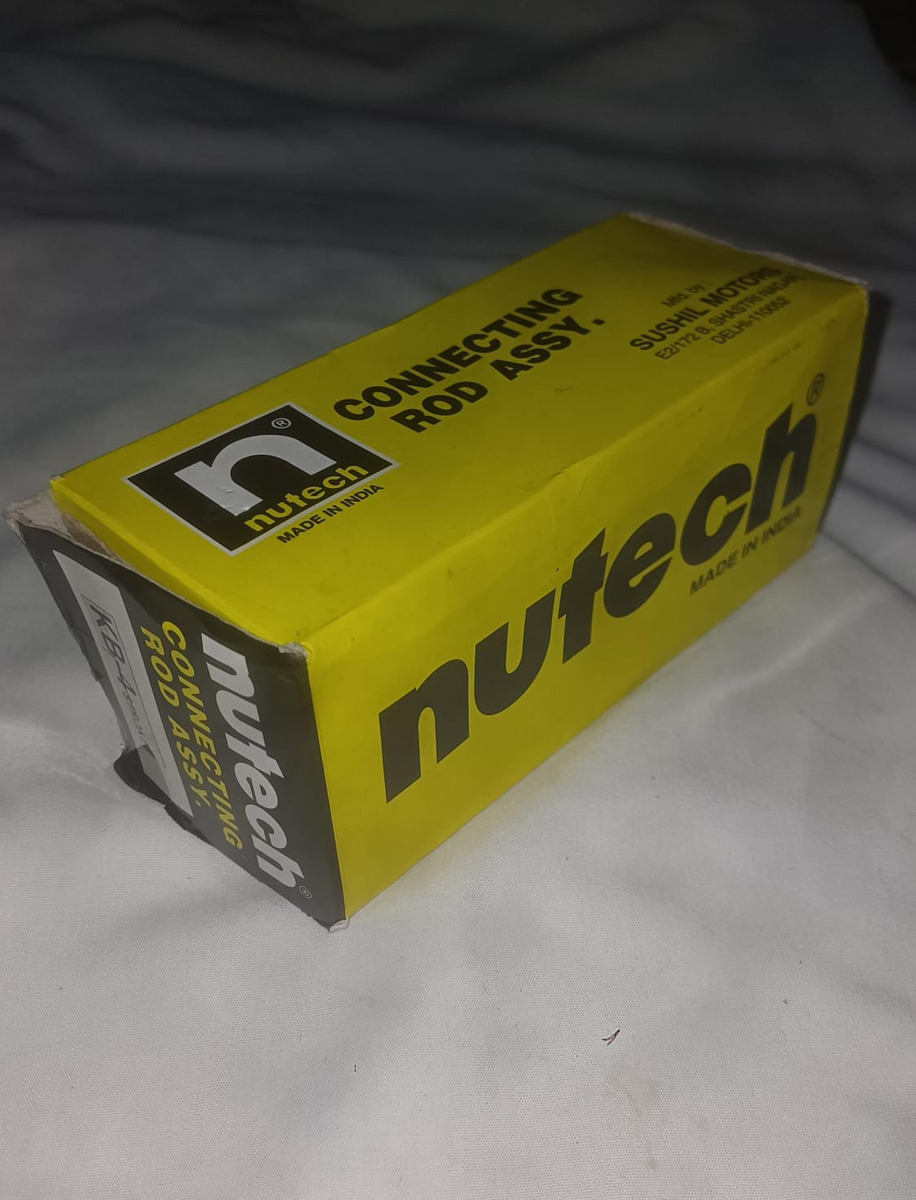 n®
nutech
MADE IN INDIA
CONNECTING
ROD ASSY.
Mfd. by:
SUSHIL MOTORS
E2/172 B, SHASTRI NAGAR
DELHI-110052
nutech®
MADE IN INDIA
nutech®
CONNECTING
ROD ASSY.